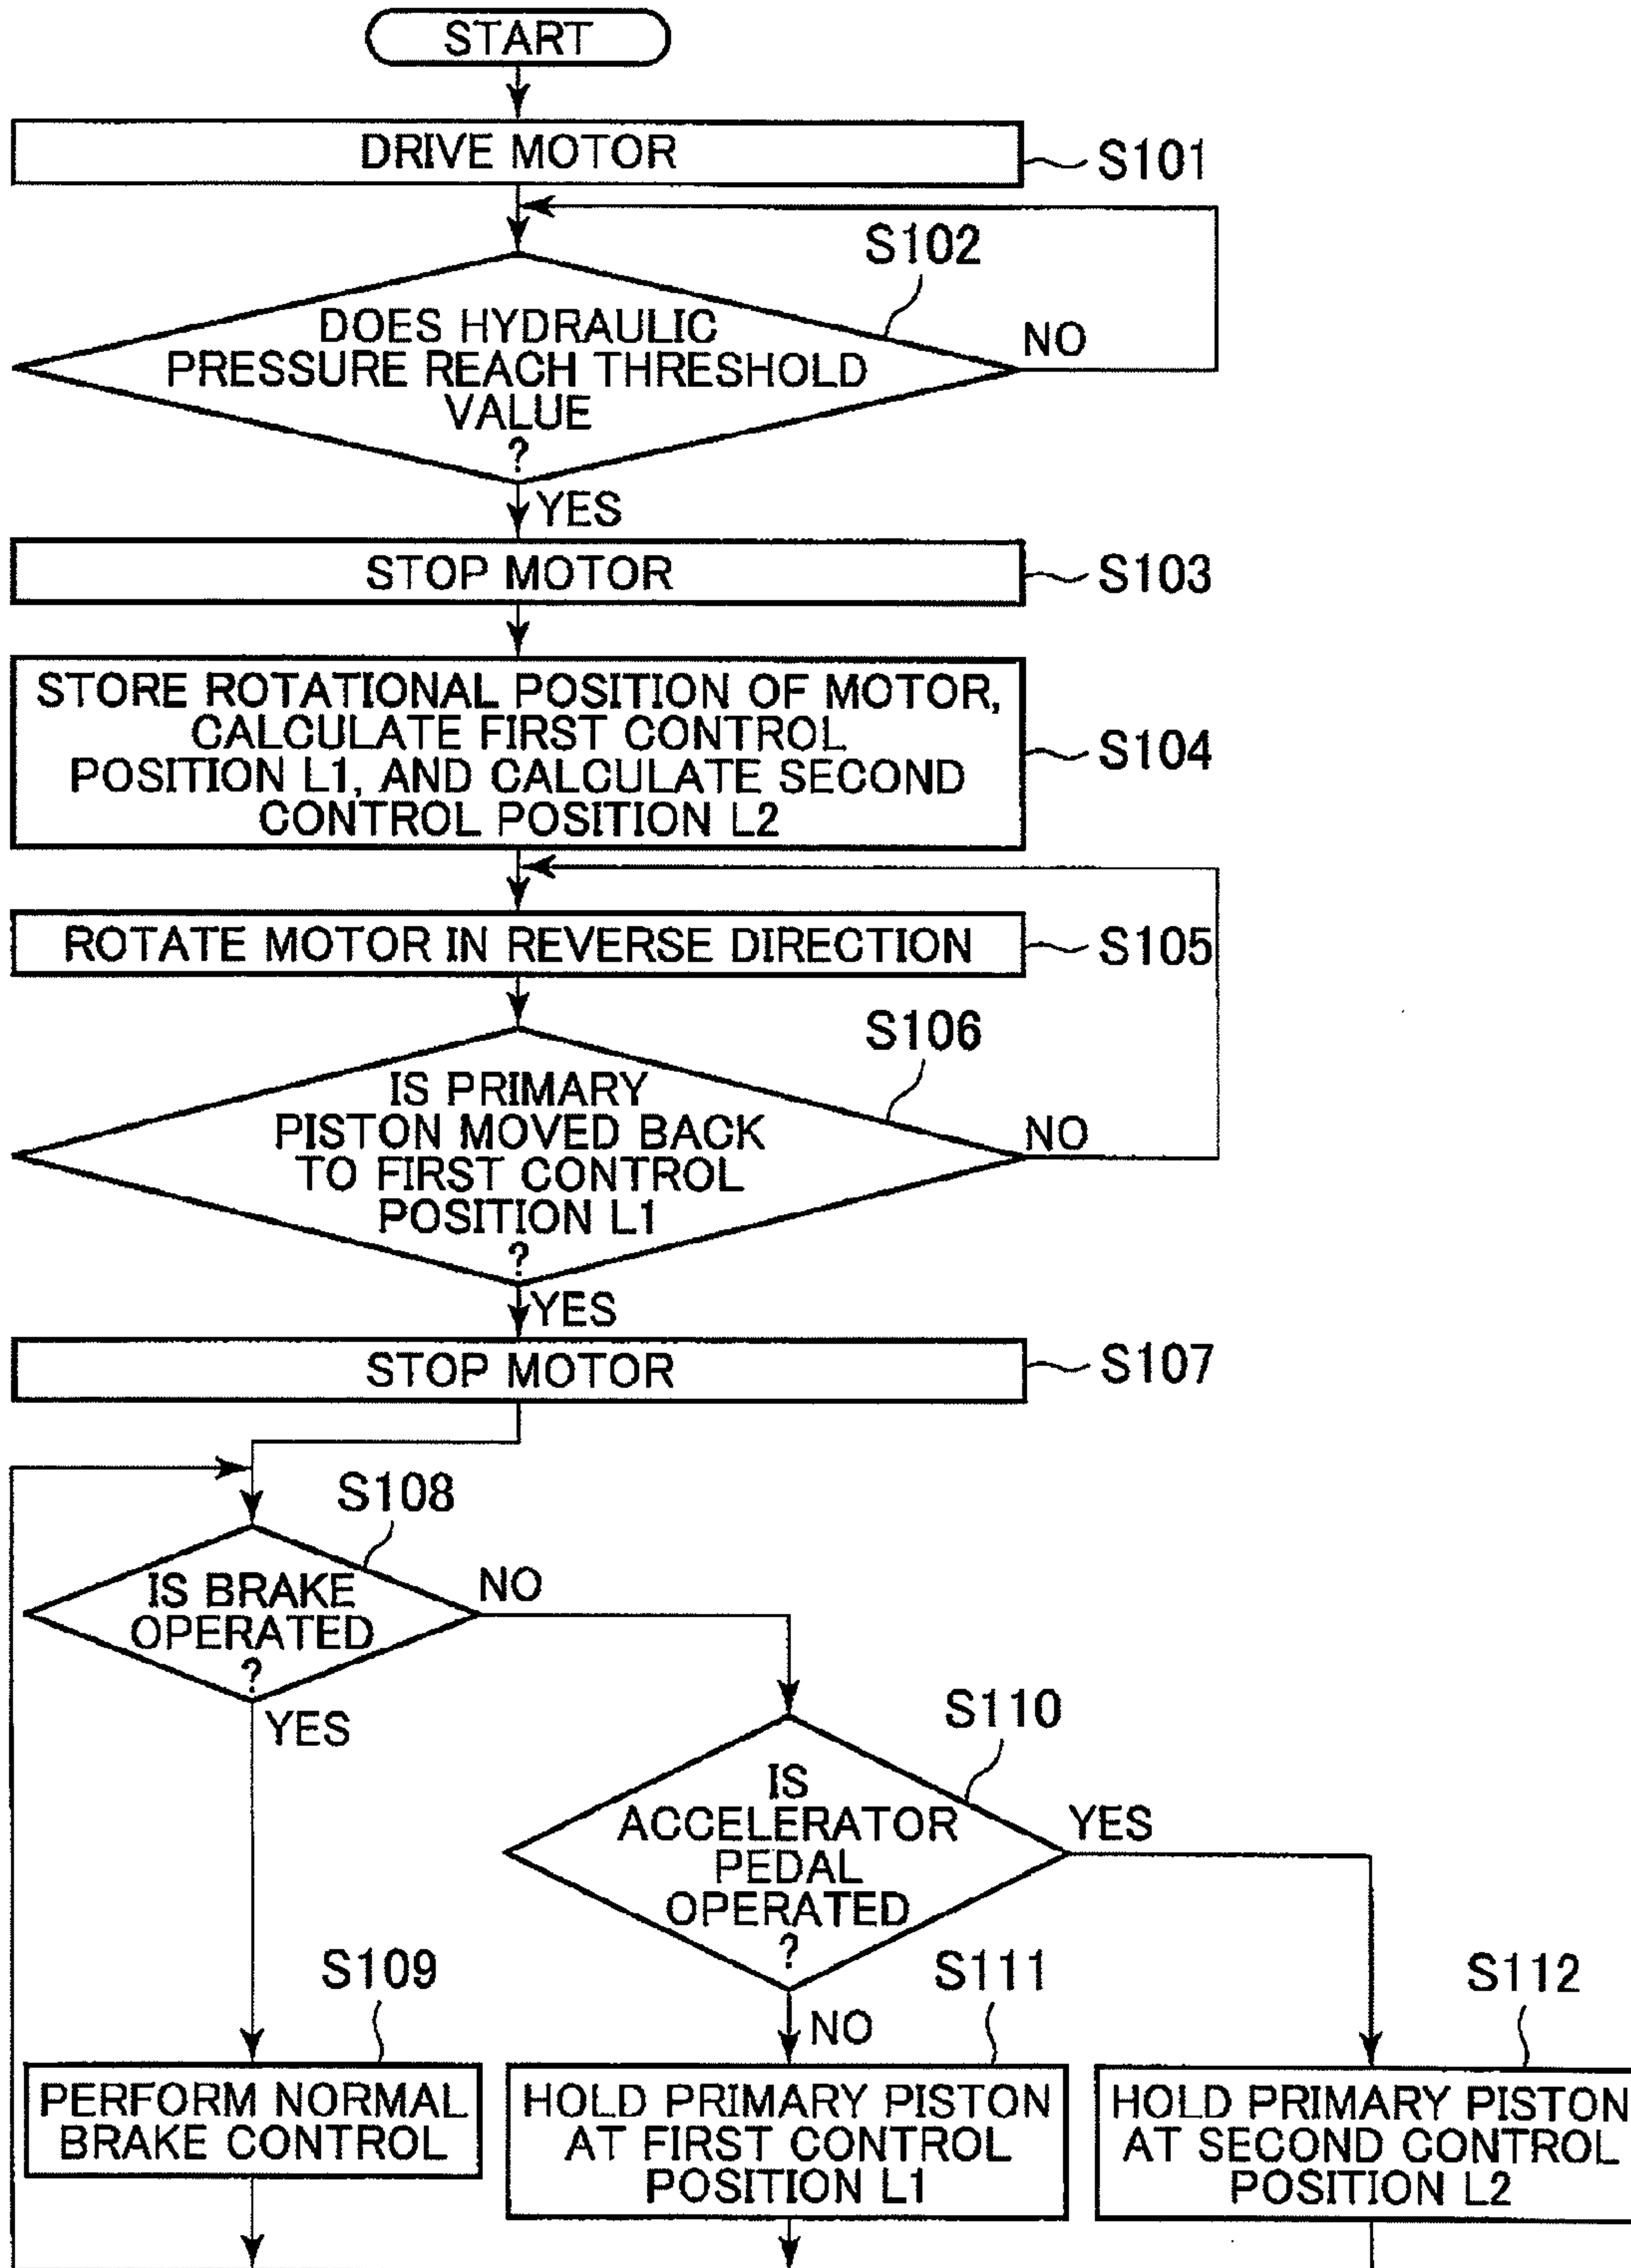 START
DRIVE MOTOR
S101
S102
DOES HYDRAULIC
PRESSURE REACH THRESHOLD
VALUE
?
NO
YES
STOP MOTOR
S103
STORE ROTATIONAL POSITION OF MOTOR,
CALCULATE FIRST CONTROL
POSITION L1, AND CALCULATE SECOND
CONTROL POSITION L2
S104
ROTATE MOTOR IN REVERSE DIRECTION
S105
S106
IS PRIMARY
PISTON MOVED BACK
TO FIRST CONTROL
POSITION L1
?
NO
YES
STOP MOTOR
S107
S108
IS BRAKE
OPERATED
?
NO
YES
S110
IS
ACCELERATOR
PEDAL
OPERATED
?
YES
NO
S109
PERFORM NORMAL
BRAKE CONTROL
S111
HOLD PRIMARY PISTON
AT FIRST CONTROL
POSITION L1
S112
HOLD PRIMARY PISTON
AT SECOND CONTROL
POSITION L2